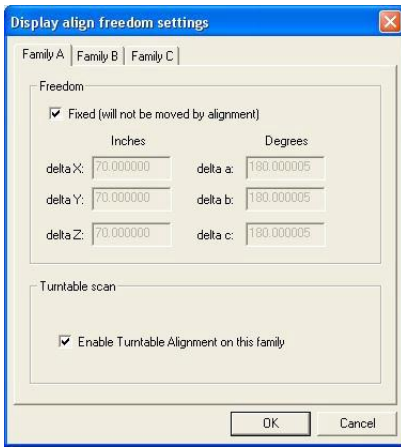 Display align freedom settings
Family A Family B Family C
Freedom
Fixed (will not be moved by alignment)
Inches Degrees
delta X: 70.000000 delta a: 180.000005
delta Y: 70.000000 delta b: 180.000005
delta Z: 70.000000 delta c: 180.000005
Turntable scan
Enable Turntable Alignment on this family
OK Cancel